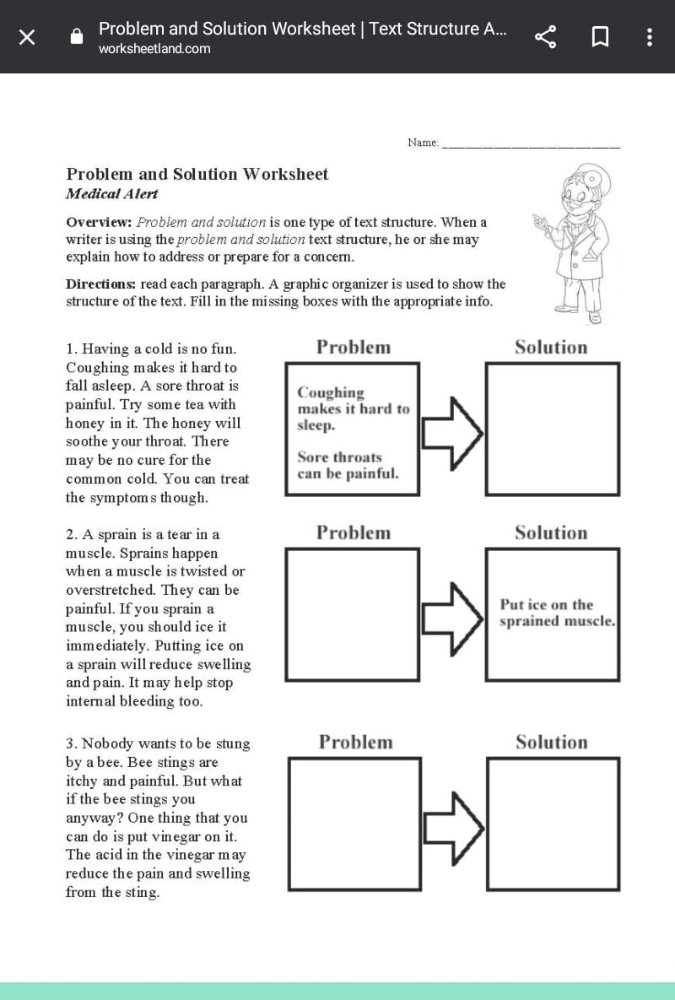 Problem and Solution Worksheet | Text Structure A...
worksheetland.com
Name:
Problem and Solution Worksheet
Medical Alert
Overview: Problem and solution is one type of text structure. When a
writer is using the problem and solution text structure, he or she may
explain how to address or prepare for a concern.
Directions: read each paragraph. A graphic organizer is used to show the
structure of the text. Fill in the missing boxes with the appropriate info.
1. Having a cold is no fun.
Coughing makes it hard to
fall asleep. A sore throat is
painful. Try some tea with
honey in it. The honey will
soothe your throat. There
may be no cure for the
common cold. You can treat
the symptoms though.
Problem
Coughing
makes it hard to
sleep.
Sore throats
can be painful.
Solution
2. A sprain is a tear in a
muscle. Sprains happen
when a muscle is twisted or
overstretched. They can be
painful. If you sprain a
muscle, you should ice it
immediately. Putting ice on
a sprain will reduce swelling
and pain. It may help stop
internal bleeding too.
Problem
Solution
Put ice on the
sprained muscle.
3. Nobody wants to be stung
by a bee. Bee stings are
itchy and painful. But what
if the bee stings you
anyway? One thing that you
can do is put vinegar on it.
The acid in the vinegar may
reduce the pain and swelling
from the sting.
Problem
Solution